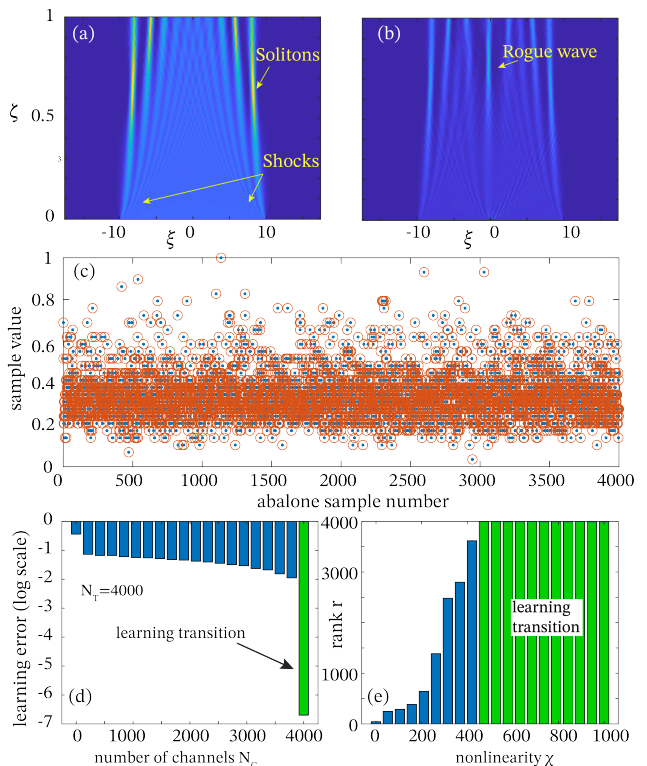 1
(a)
Solitons
ζ
0.5
3
Shocks
0
-10
0
10
ξ
(b)
Rogue wave
-10
0
10
ξ
(c)
1
0.8
0.6
0.4
0.2
0
sample value
0
500
1000
1500
2000
2500
3000
3500
4000
abalone sample number
0
-1
-2
-3
-4
-5
-6
-7
learning error (log scale)
N_T=4000
learning transition
(d)
0
1000
2000
3000
4000
number of channels N_C
4000
3000
1000
0
rank r
learning
transition
(e)
0
200
400
600
800
1000
nonlinearity χ